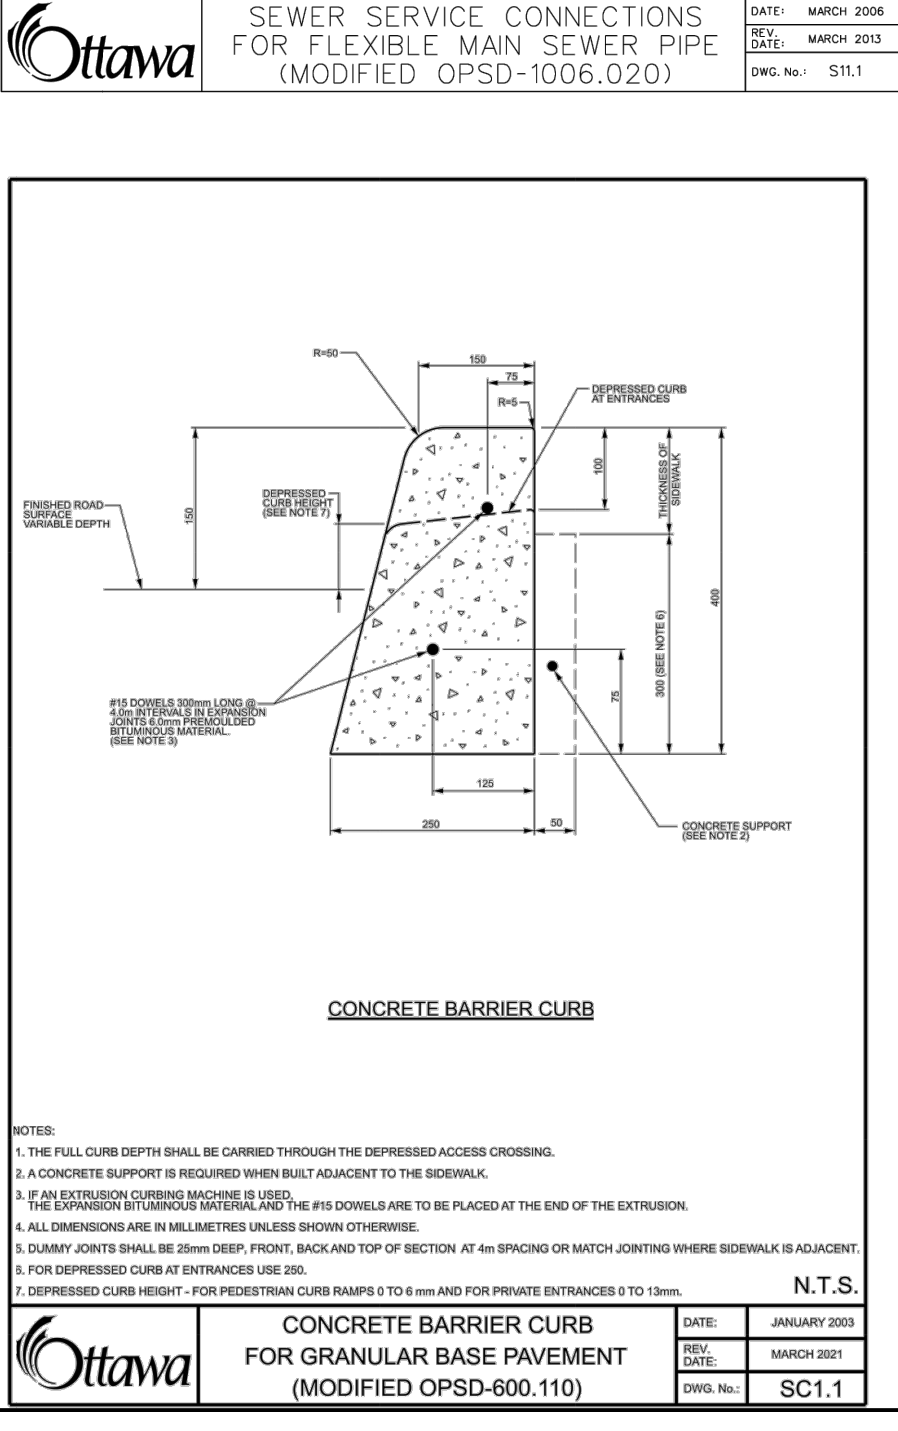 Ottawa
SEWER SERVICE CONNECTIONS
FOR FLEXIBLE MAIN SEWER PIPE
(MODIFIED OPSD-1006.020)
DATE: MARCH 2006
REV.
DATE: MARCH 2013
DWG. No.: S11.1
R=50
150
75
R=5
DEPRESSED CURB
AT ENTRANCES
FINISHED ROAD
SURFACE
VARIABLE DEPTH
150
DEPRESSED
CURB HEIGHT
(SEE NOTE 7)
100
THICKNESS OF
SIDEWALK
400
300 (SEE NOTE 6)
75
#15 DOWELS 300mm LONG @
4.0m INTERVALS IN EXPANSION
JOINTS 6.0mm PREMOULDED
BITUMINOUS MATERIAL.
(SEE NOTE 3)
125
250
50
CONCRETE SUPPORT
(SEE NOTE 2)
CONCRETE BARRIER CURB
NOTES:
1. THE FULL CURB DEPTH SHALL BE CARRIED THROUGH THE DEPRESSED ACCESS CROSSING.
2. A CONCRETE SUPPORT IS REQUIRED WHEN BUILT ADJACENT TO THE SIDEWALK.
3. IF AN EXTRUSION CURBING MACHINE IS USED,
THE EXPANSION BITUMINOUS MATERIAL AND THE #15 DOWELS ARE TO BE PLACED AT THE END OF THE EXTRUSION.
4. ALL DIMENSIONS ARE IN MILLIMETRES UNLESS SHOWN OTHERWISE.
5. DUMMY JOINTS SHALL BE 25mm DEEP, FRONT, BACK AND TOP OF SECTION AT 4m SPACING OR MATCH JOINTING WHERE SIDEWALK IS ADJACENT.
6. FOR DEPRESSED CURB AT ENTRANCES USE 250.
7. DEPRESSED CURB HEIGHT - FOR PEDESTRIAN CURB RAMPS 0 TO 6 mm AND FOR PRIVATE ENTRANCES 0 TO 13mm.
N.T.S.
Ottawa
CONCRETE BARRIER CURB
FOR GRANULAR BASE PAVEMENT
(MODIFIED OPSD-600.110)
DATE: JANUARY 2003
REV.
DATE: MARCH 2021
DWG. No.: SC1.1